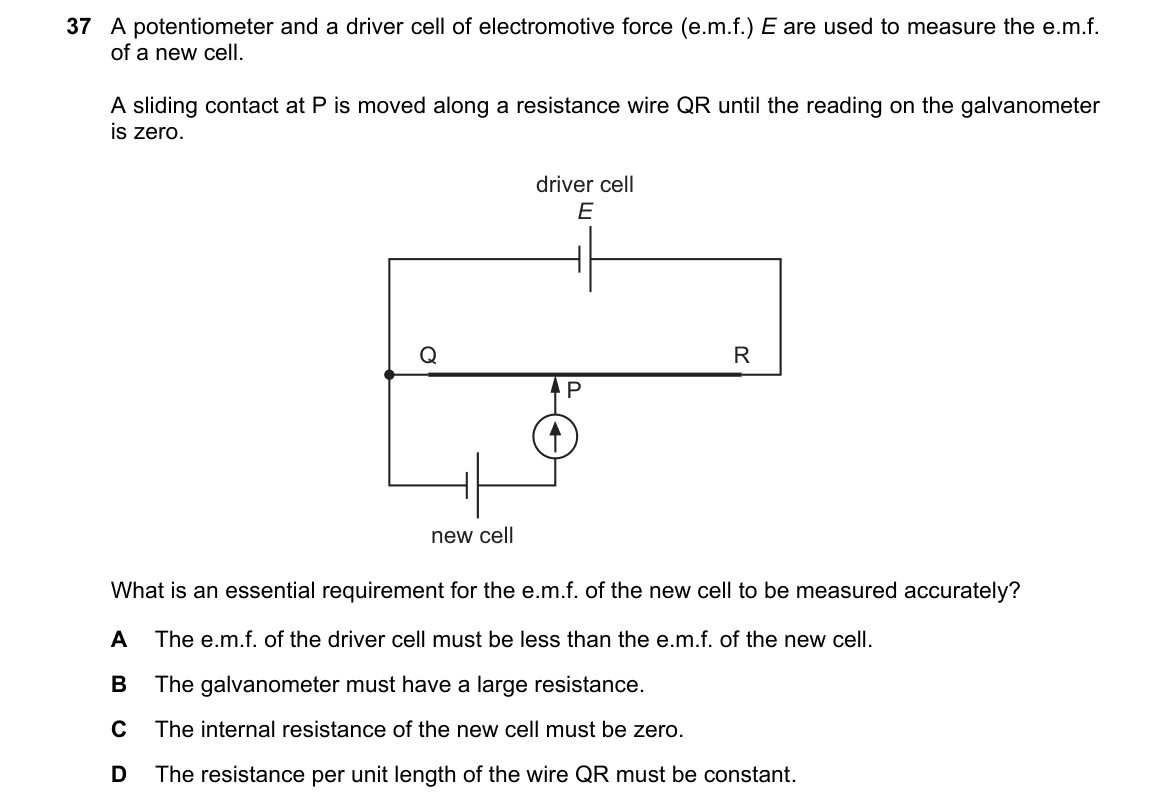 37 A potentiometer and a driver cell of electromotive force (e.m.f.) E are used to measure the e.m.f.
of a new cell.
A sliding contact at P is moved along a resistance wire QR until the reading on the galvanometer
is zero.
driver cell
E
Q
R
P
new cell
What is an essential requirement for the e.m.f. of the new cell to be measured accurately?
A The e.m.f. of the driver cell must be less than the e.m.f. of the new cell.
B The galvanometer must have a large resistance.
C The internal resistance of the new cell must be zero.
D The resistance per unit length of the wire QR must be constant.